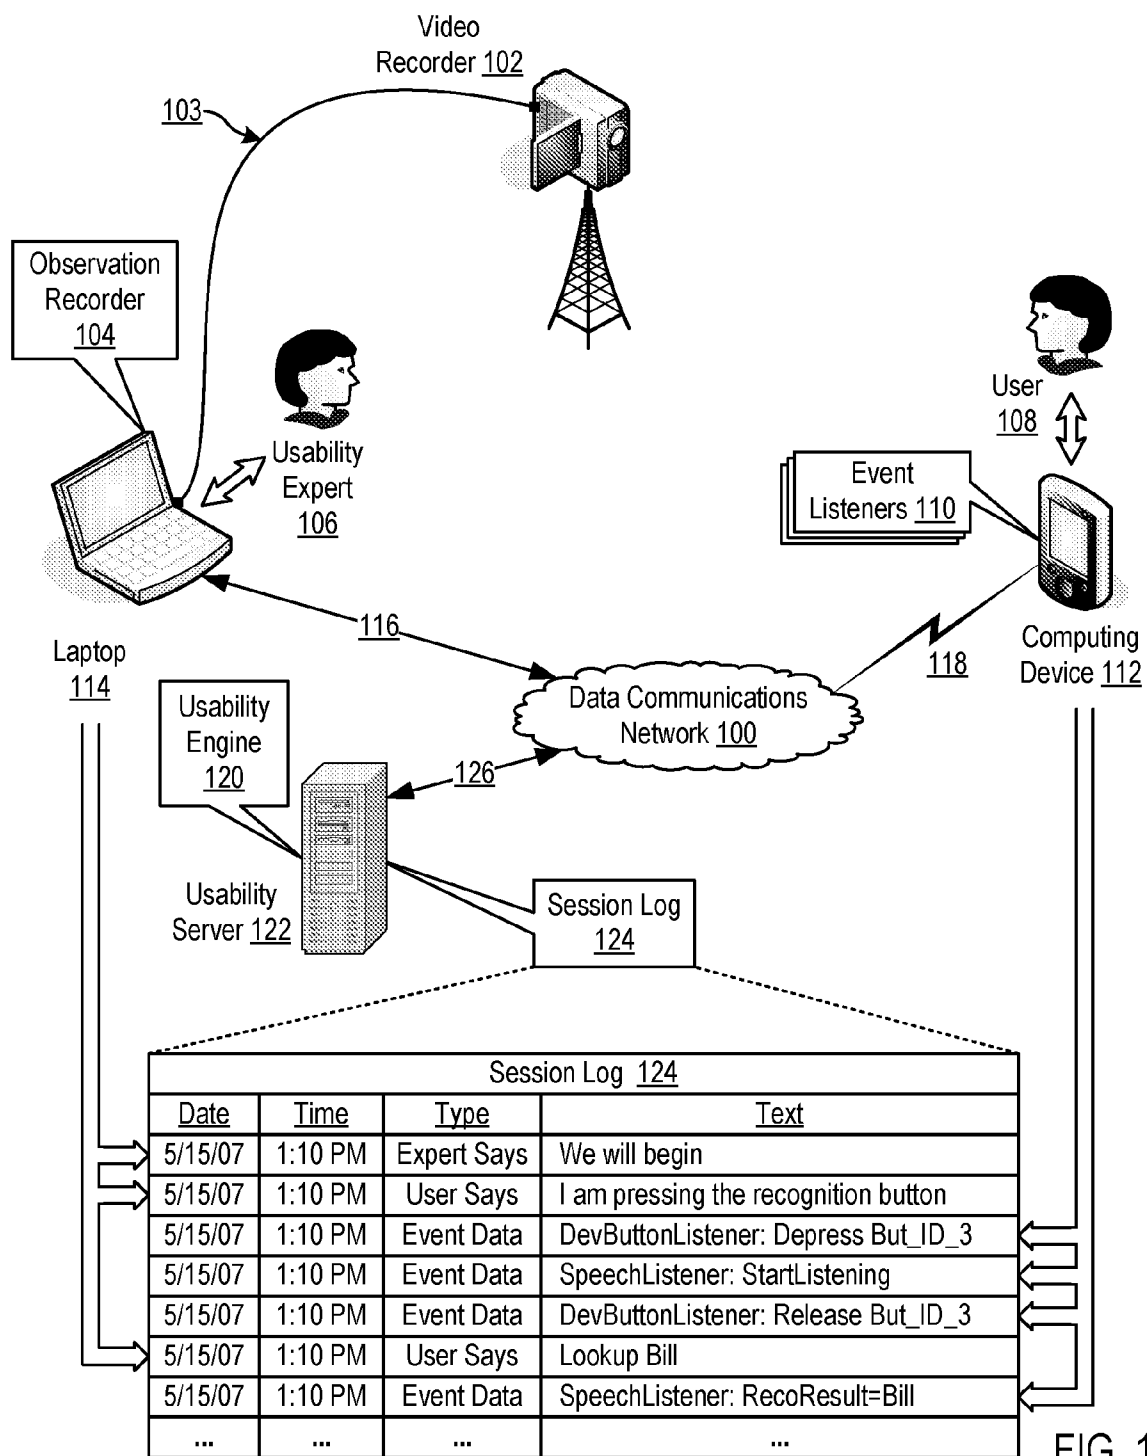 Video
Recorder 102
103
Observation
Recorder
104
User
108
Usability
Expert
106
Event
Listeners 110
116
118
Laptop
114
Computing
Device 112
Data Communications
Network 100
Usability
Engine
120
126
Usability
Server 122
Session Log
124
Session Log 124
Date Time Type Text
5/15/07 1:10 PM Expert Says We will begin
5/15/07 1:10 PM User Says I am pressing the recognition button
5/15/07 1:10 PM Event Data DevButtonListener: Depress But_ID_3
5/15/07 1:10 PM Event Data SpeechListener: StartListening
5/15/07 1:10 PM Event Data DevButtonListener: Release But_ID_3
5/15/07 1:10 PM User Says Lookup Bill
5/15/07 1:10 PM Event Data SpeechListener: RecoResult=Bill
... ... ... ...
FIG. 1